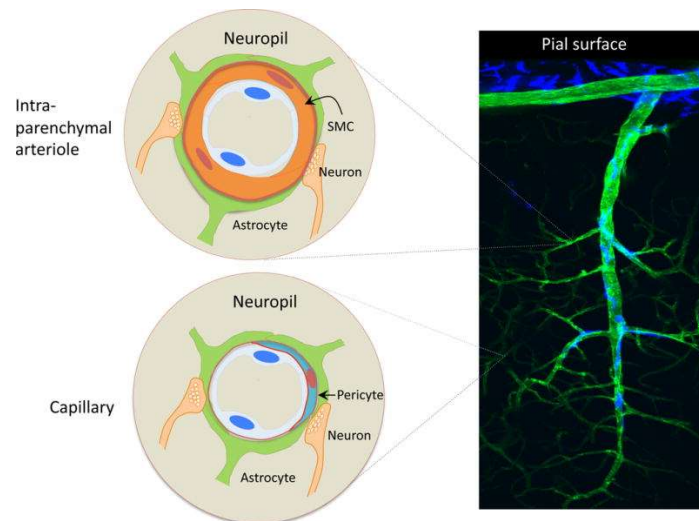 Neuropil
Intra-
parenchymal
arteriole
SMC
Neuron
Astrocyte
Pial surface
Neuropil
Capillary
Pericyte
Neuron
Astrocyte